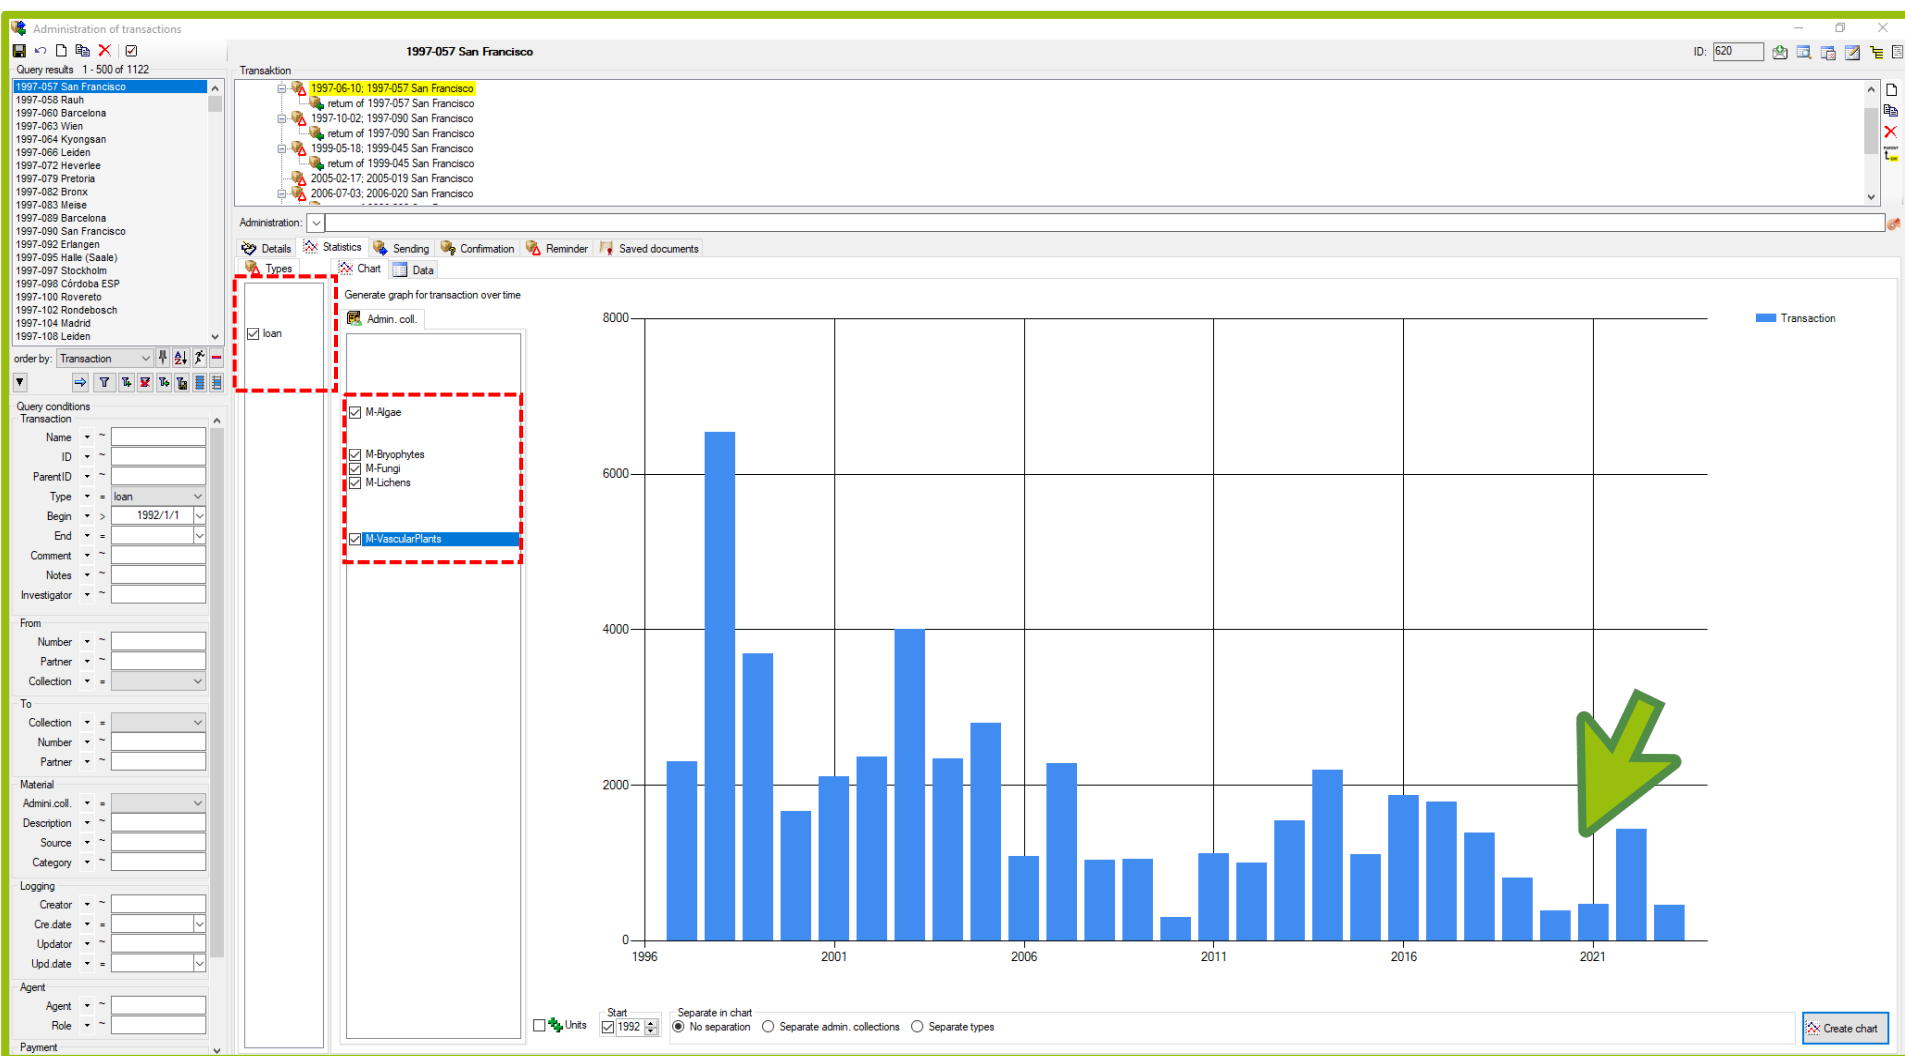 Administration of transactions
1997-057 San Francisco
ID: 620
Query results 1 - 500 of 1122
1997-057 San Francisco
1997-058 Rauh
1997-060 Barcelona
1997-063 Wien
1997-064 Kyongsan
1997-066 Leiden
1997-072 Heverlee
1997-079 Pretoria
1997-082 Bronx
1997-083 Meise
1997-089 Barcelona
1997-090 San Francisco
1997-092 Erlangen
1997-095 Halle (Saale)
1997-097 Stockholm
1997-098 Córdoba ESP
1997-100 Rovereto
1997-102 Rondebosch
1997-104 Madrid
1997-108 Leiden
order by: Transaction
Query conditions
Transaction
Name ~
ID ~
ParentID ~
Type = loan
Begin > 1992/1/1
End =
Comment ~
Notes ~
Investigator ~
From
Number ~
Partner ~
Collection =
To
Collection =
Number ~
Partner ~
Material
Admini.coll. =
Description ~
Source ~
Category ~
Logging
Creator ~
Cre.date =
Updator ~
Upd.date =
Agent
Agent ~
Role ~
Payment
Transaktion
1997-06-10; 1997-057 San Francisco
return of 1997-057 San Francisco
1997-10-02; 1997-090 San Francisco
return of 1997-090 San Francisco
1999-05-18; 1999-045 San Francisco
return of 1999-045 San Francisco
2005-02-17; 2005-019 San Francisco
2006-07-03; 2006-020 San Francisco
Administration:
Details Statistics Sending Confirmation Reminder Saved documents
Types
loan
Chart Data
Generate graph for transaction over time
Admin. coll.
M-Algae
M-Bryophytes
M-Fungi
M-Lichens
M-VascularPlants
8000
6000
4000
2000
0
1996 2001 2006 2011 2016 2021
Transaction
Units
Start
1992
Separate in chart
No separation Separate admin. collections Separate types
Create chart